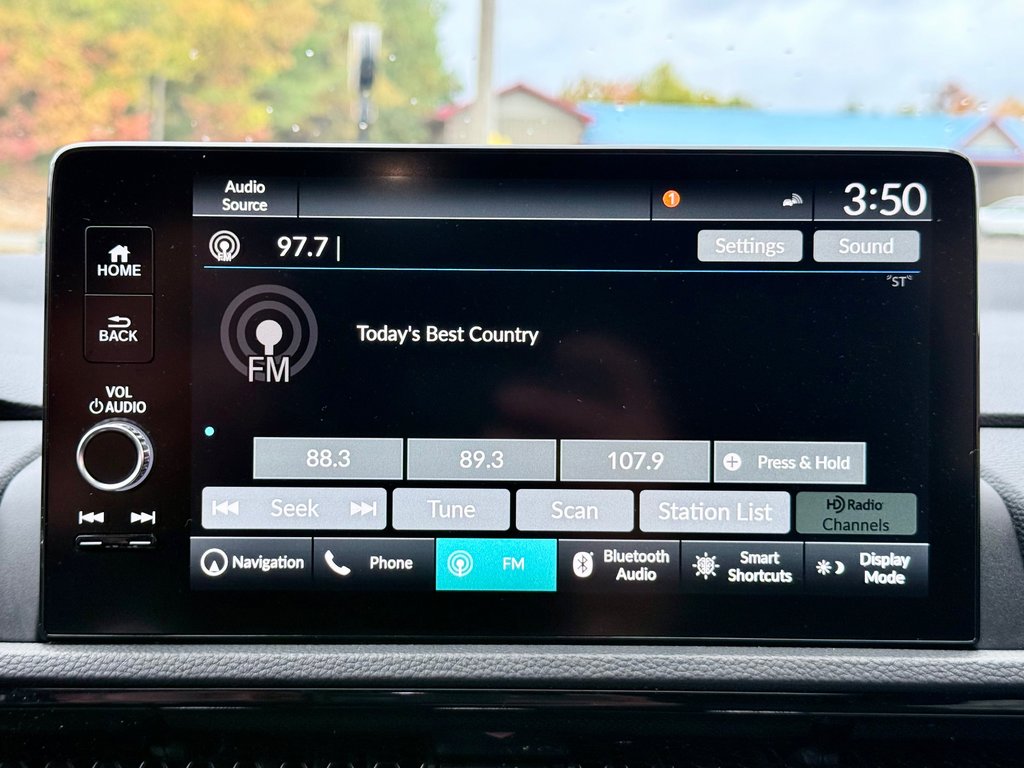 Audio
Source
1
3:50
HOME
FM
97.7 |
Settings
Sound
"ST"
BACK
Today's Best Country
FM
VOL
AUDIO
88.3
89.3
107.9
Press & Hold
Seek
Tune
Scan
Station List
HD Radio
Channels
Navigation
Phone
FM
Bluetooth
Audio
Smart
Shortcuts
Display
Mode